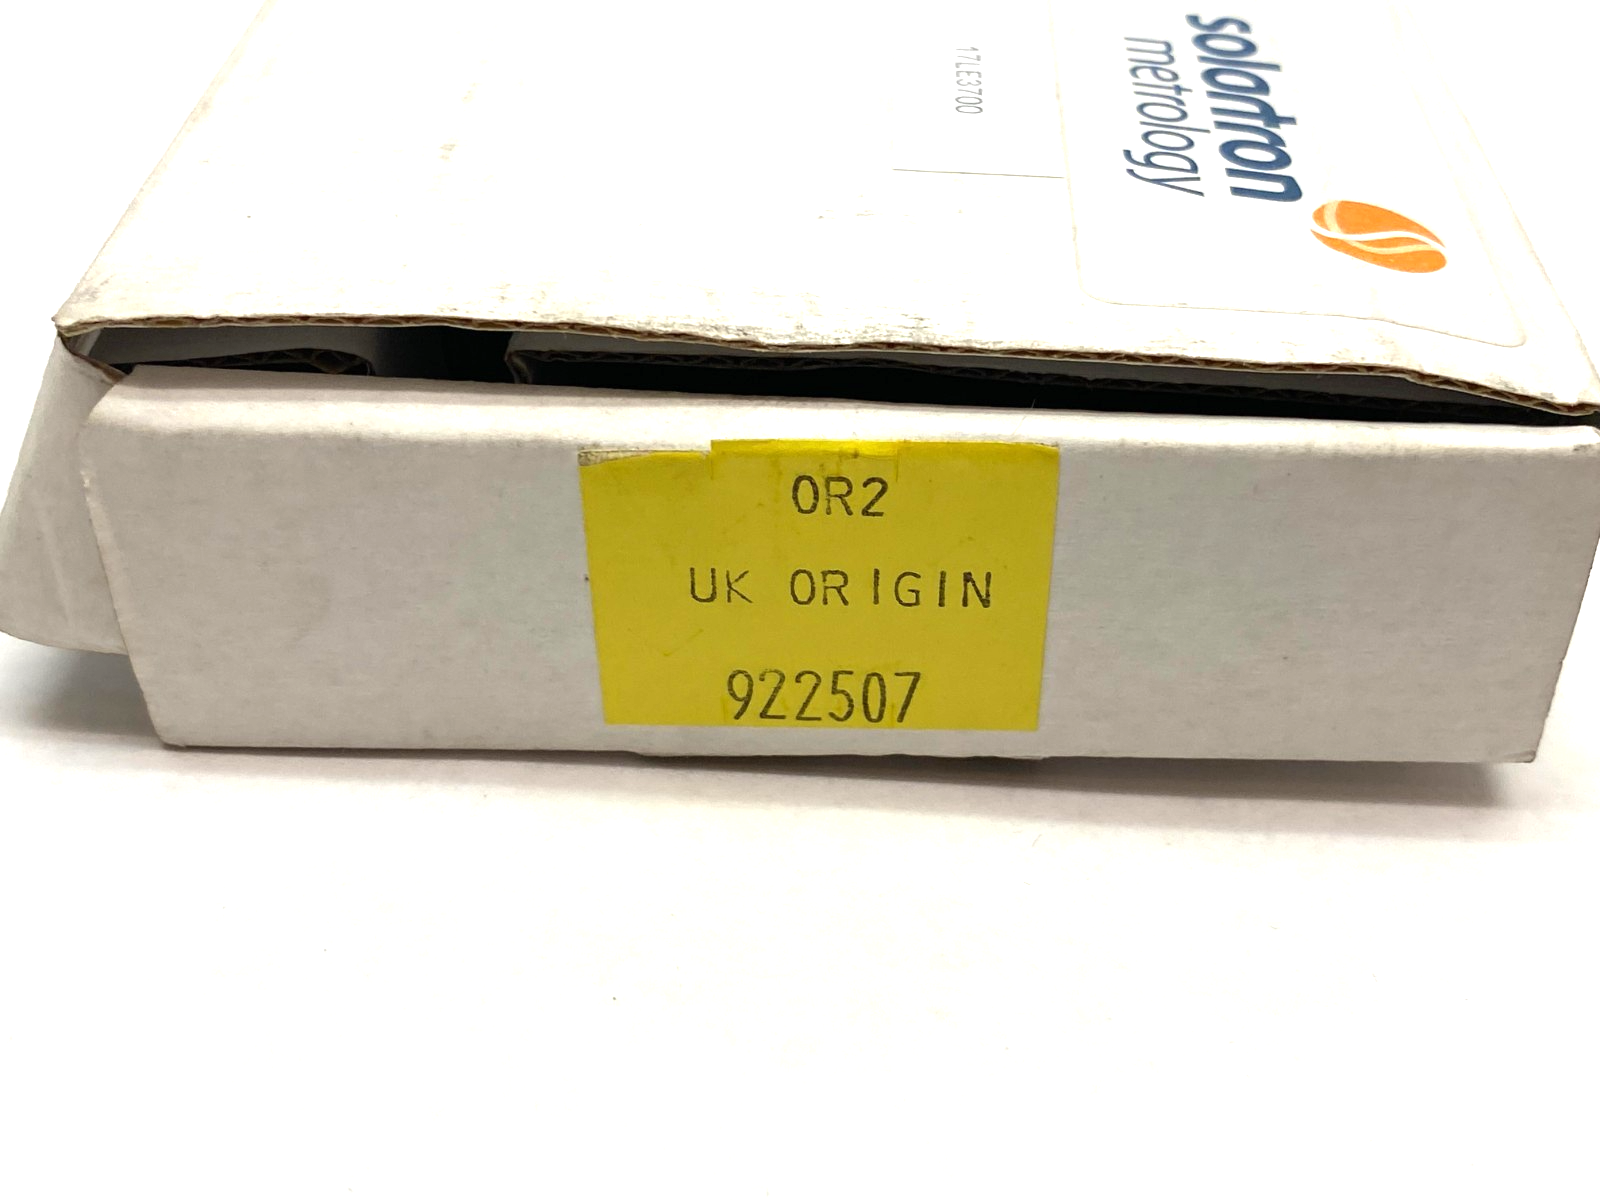 solartron
metrology
17LE3700
OR2
UK ORIGIN
922507